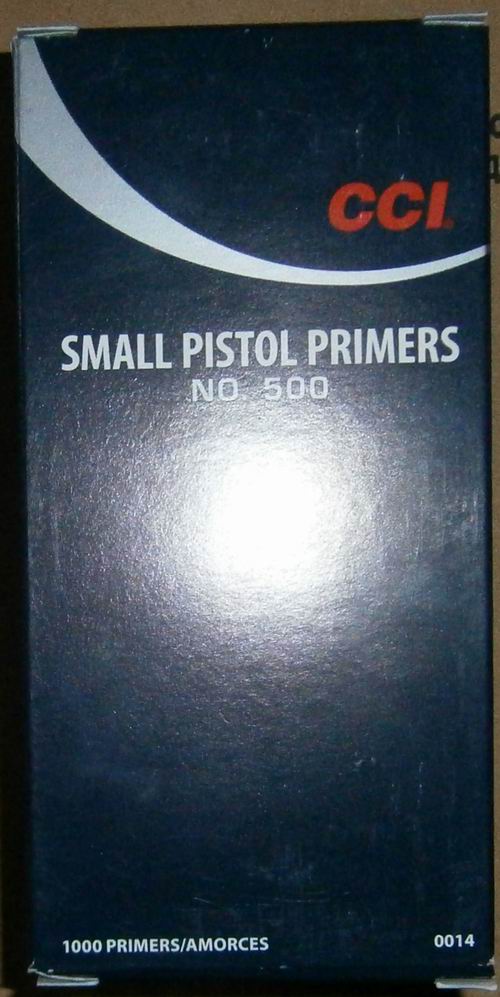 CCI
SMALL PISTOL PRIMERS
NO 500
1000 PRIMERS/AMORCES
0014